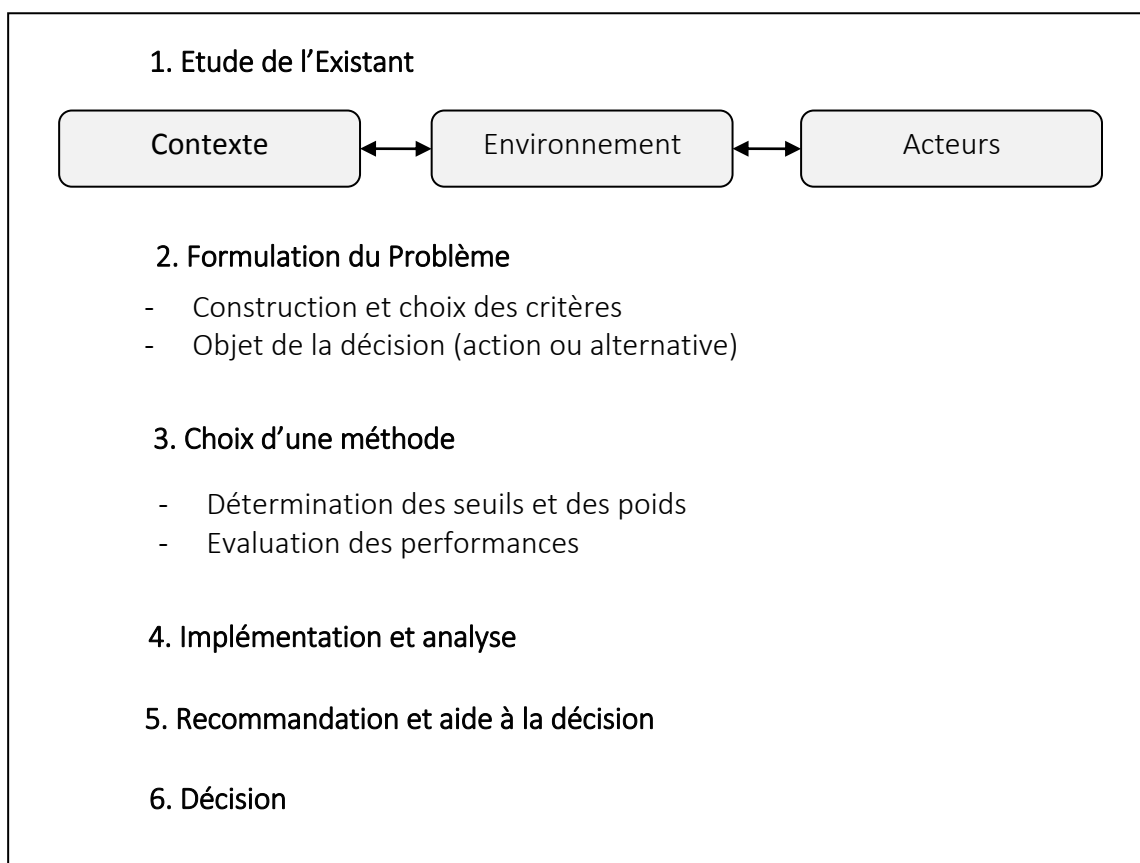 1. Etude de l’Existant
Contexte
Environnement
Acteurs
2. Formulation du Problème
- Construction et choix des critères
- Objet de la décision (action ou alternative)
3. Choix d’une méthode
- Détermination des seuils et des poids
- Evaluation des performances
4. Implémentation et analyse
5. Recommandation et aide à la décision
6. Décision